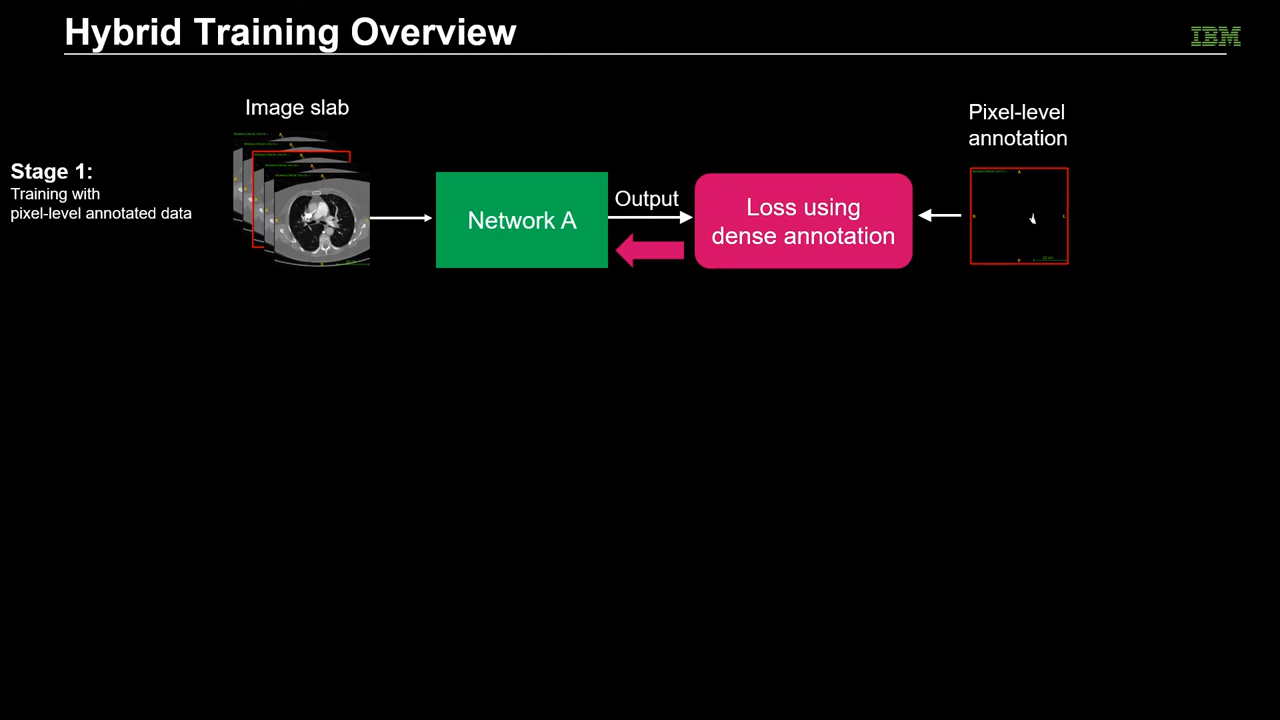 Hybrid Training Overview
IBM
Image slab
Pixel-level
annotation
Stage 1:
Training with
pixel-level annotated data
Network A
Output
Loss using
dense annotation